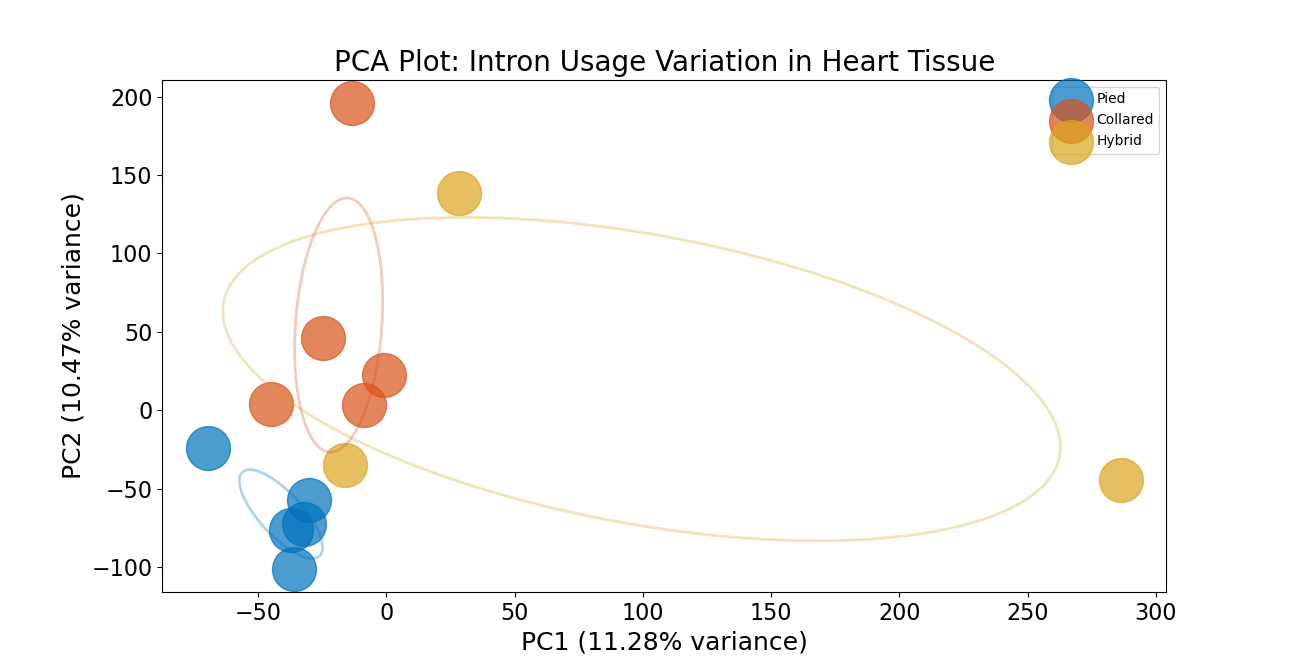 PCA Plot: Intron Usage Variation in Heart Tissue
Pied
Collared
Hybrid
200
150
100
50
0
−50
−100
PC2 (10.47% variance)
−50 0 50 100 150 200 250 300
PC1 (11.28% variance)